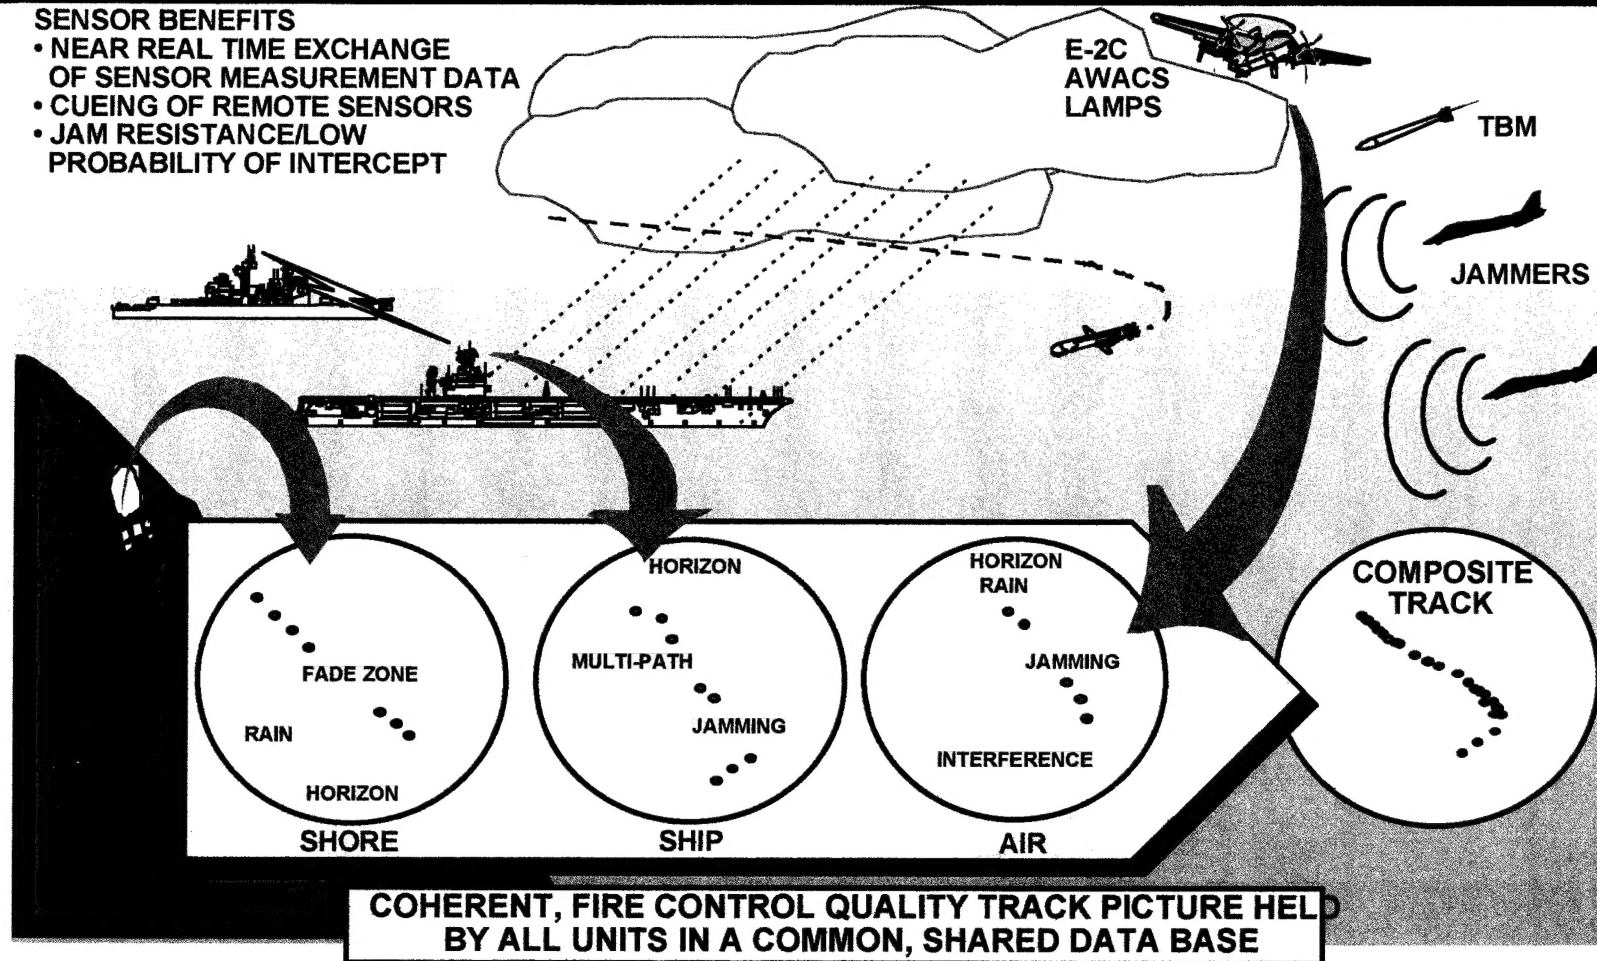 SENSOR BENEFITS
• NEAR REAL TIME EXCHANGE
OF SENSOR MEASUREMENT DATA
• CUEING OF REMOTE SENSORS
• JAM RESISTANCE/LOW
PROBABILITY OF INTERCEPT
E-2C
AWACS
LAMPS
TBM
JAMMERS
FADE ZONE
RAIN
HORIZON
SHORE
HORIZON
MULTI-PATH
JAMMING
SHIP
HORIZON
RAIN
JAMMING
INTERFERENCE
AIR
COMPOSITE
TRACK
COHERENT, FIRE CONTROL QUALITY TRACK PICTURE HELD
BY ALL UNITS IN A COMMON, SHARED DATA BASE